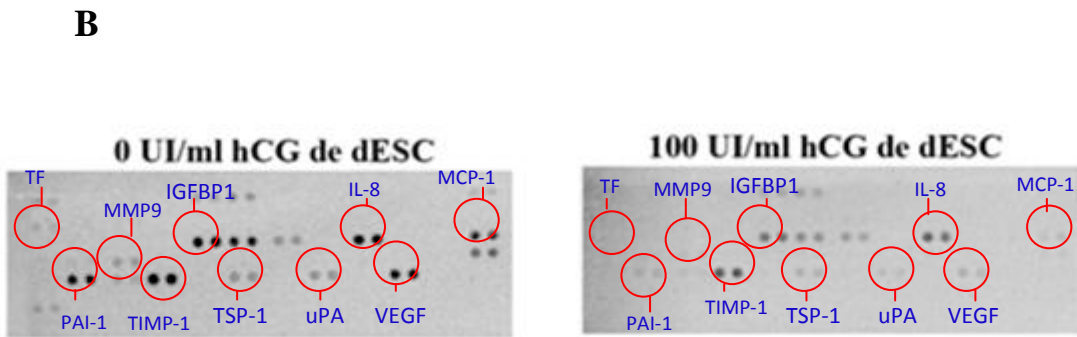 B
0 UI/ml hCG de dESC
TF
MMP9
IGFBP1
IL-8
MCP-1
PAI-1
TIMP-1
TSP-1
uPA
VEGF
100 UI/ml hCG de dESC
TF
MMP9
IGFBP1
IL-8
MCP-1
PAI-1
TIMP-1
TSP-1
uPA
VEGF